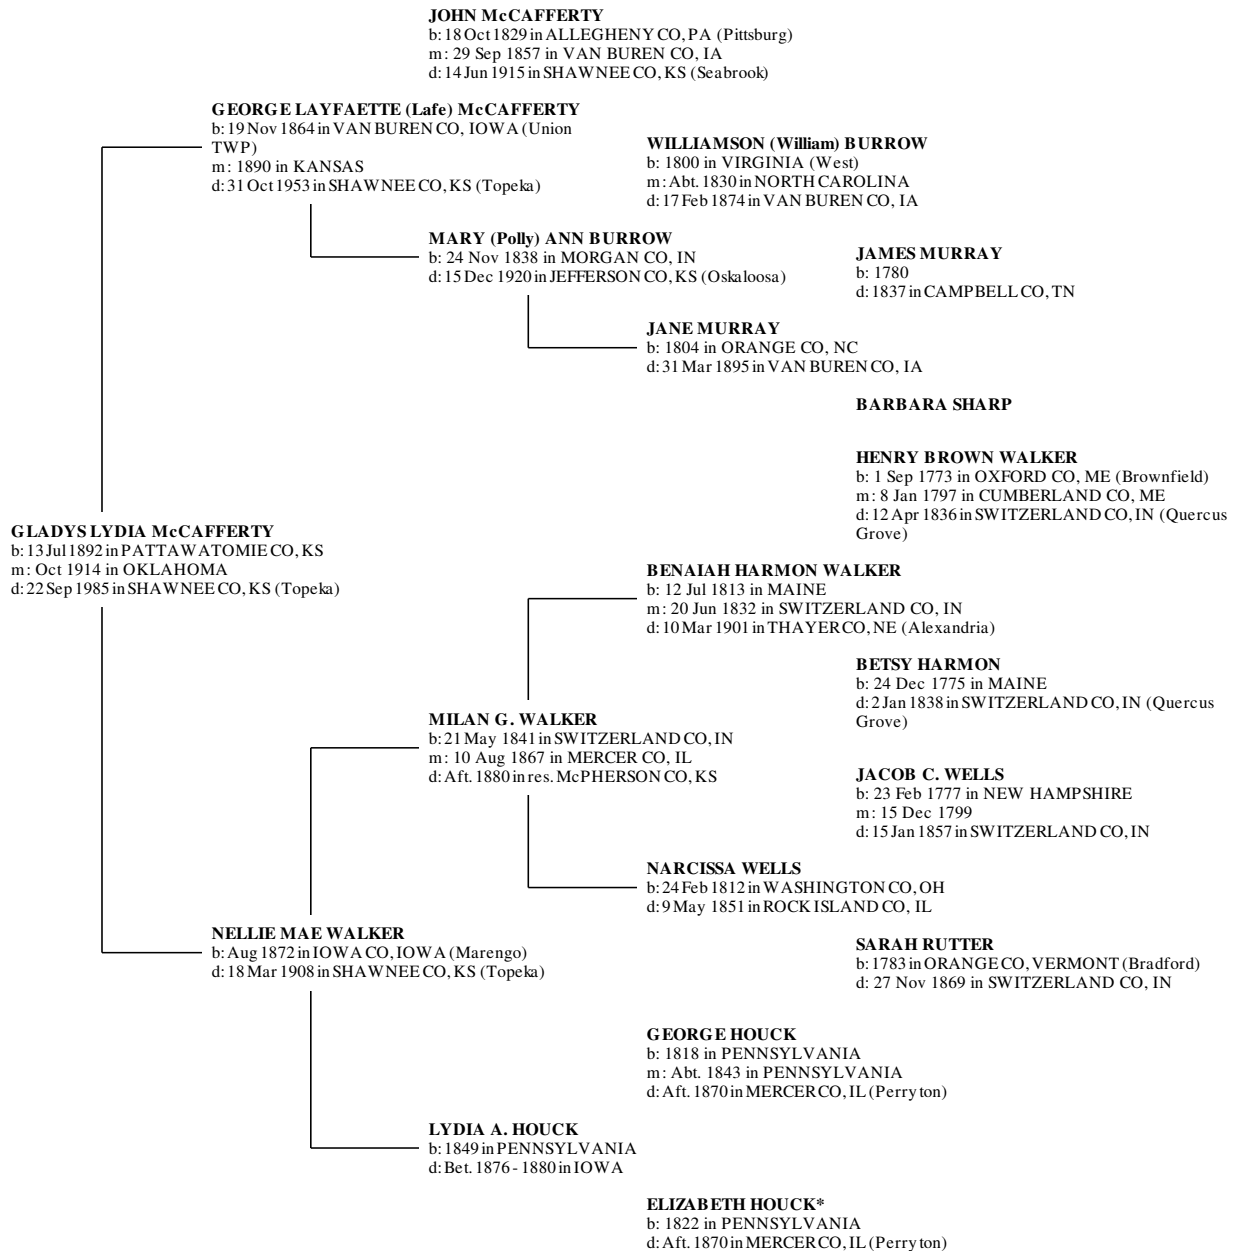 JOHN McCAFFERTY
b: 18 Oct 1829 in ALLEGHENY CO, PA (Pittsburg)
m: 29 Sep 1857 in VAN BUREN CO, IA
d: 14 Jun 1915 in SHAWNEE CO, KS (Seabrook)
GEORGE LAYFAETTE (Lafe) McCAFFERTY
b: 19 Nov 1864 in VAN BUREN CO, IOWA (Union
TWP)
m: 1890 in KANSAS
d: 31 Oct 1953 in SHAWNEE CO, KS (Topeka)
WILLIAMSON (William) BURROW
b: 1800 in VIRGINIA (West)
m: Abt. 1830 in NORTH CAROLINA
d: 17 Feb 1874 in VAN BUREN CO, IA
MARY (Polly) ANN BURROW
b: 24 Nov 1838 in MORGAN CO, IN
d: 15 Dec 1920 in JEFFERSON CO, KS (Oskaloosa)
JAMES MURRAY
b: 1780
d: 1837 in CAMPBELL CO, TN
JANE MURRAY
b: 1804 in ORANGE CO, NC
d: 31 Mar 1895 in VAN BUREN CO, IA
BARBARA SHARP
HENRY BROWN WALKER
b: 1 Sep 1773 in OXFORD CO, ME (Brownfield)
m: 8 Jan 1797 in CUMBERLAND CO, ME
d: 12 Apr 1836 in SWITZERLAND CO, IN (Quercus
Grove)
GLADYS LYDIA McCAFFERTY
b: 13 Jul 1892 in PATTAWATOMIE CO, KS
m: Oct 1914 in OKLAHOMA
d: 22 Sep 1985 in SHAWNEE CO, KS (Topeka)
BENAIAH HARMON WALKER
b: 12 Jul 1813 in MAINE
m: 20 Jun 1832 in SWITZERLAND CO, IN
d: 10 Mar 1901 in THAYER CO, NE (Alexandria)
BETSY HARMON
b: 24 Dec 1775 in MAINE
d: 2 Jan 1838 in SWITZERLAND CO, IN (Quercus
Grove)
MILAN G. WALKER
b: 21 May 1841 in SWITZERLAND CO, IN
m: 10 Aug 1867 in MERCER CO, IL
d: Aft. 1880 in res. McPHERSON CO, KS
JACOB C. WELLS
b: 23 Feb 1777 in NEW HAMPSHIRE
m: 15 Dec 1799
d: 15 Jan 1857 in SWITZERLAND CO, IN
NARCISSA WELLS
b: 24 Feb 1812 in WASHINGTON CO, OH
d: 9 May 1851 in ROCK ISLAND CO, IL
NELLIE MAE WALKER
b: Aug 1872 in IOWA CO, IOWA (Marengo)
d: 18 Mar 1908 in SHAWNEE CO, KS (Topeka)
SARAH RUTTER
b: 1783 in ORANGE CO, VERMONT (Bradford)
d: 27 Nov 1869 in SWITZERLAND CO, IN
GEORGE HOUCK
b: 1818 in PENNSYLVANIA
m: Abt. 1843 in PENNSYLVANIA
d: Aft. 1870 in MERCER CO, IL (Perryton)
LYDIA A. HOUCK
b: 1849 in PENNSYLVANIA
d: Bet. 1876 - 1880 in IOWA
ELIZABETH HOUCK*
b: 1822 in PENNSYLVANIA
d: Aft. 1870 in MERCER CO, IL (Perryton)